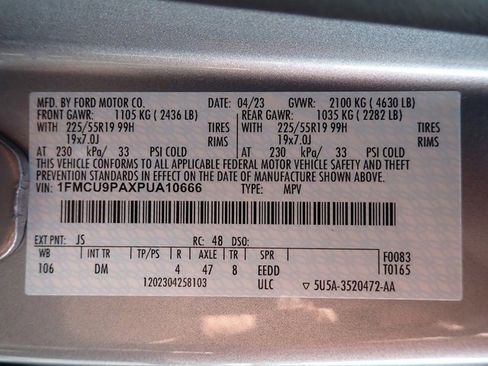 MFD. BY FORD MOTOR CO. DATE: 04/23 GVWR: 2100 KG ( 4630 LB)
FRONT GAWR: 1105 KG ( 2436 LB) REAR GAWR: 1035 KG ( 2282 LB)
WITH 225/55R19 99H TIRES WITH 225/55R19 99H TIRES
19x7.0J RIMS 19x7.0J RIMS
AT 230 kPa/ 33 PSI COLD AT 230 kPa/ 33 PSI COLD
THIS VEHICLE CONFORMS TO ALL APPLICABLE FEDERAL MOTOR VEHICLE SAFETY AND THEFT
PREVENTION STANDARDS IN EFFECT ON THE DATE OF MANUFACTURE SHOWN ABOVE.
VIN: 1FMCU9PAXPUA10666 TYPE: MPV
EXT PNT: JS RC: 48 DSO:
WB INT TR TP/PS R AXLE TR SPR F0083
106 DM 4 47 8 EEDD T0165
1202304258103 ULC ▽ 5U5A-3520472-AA